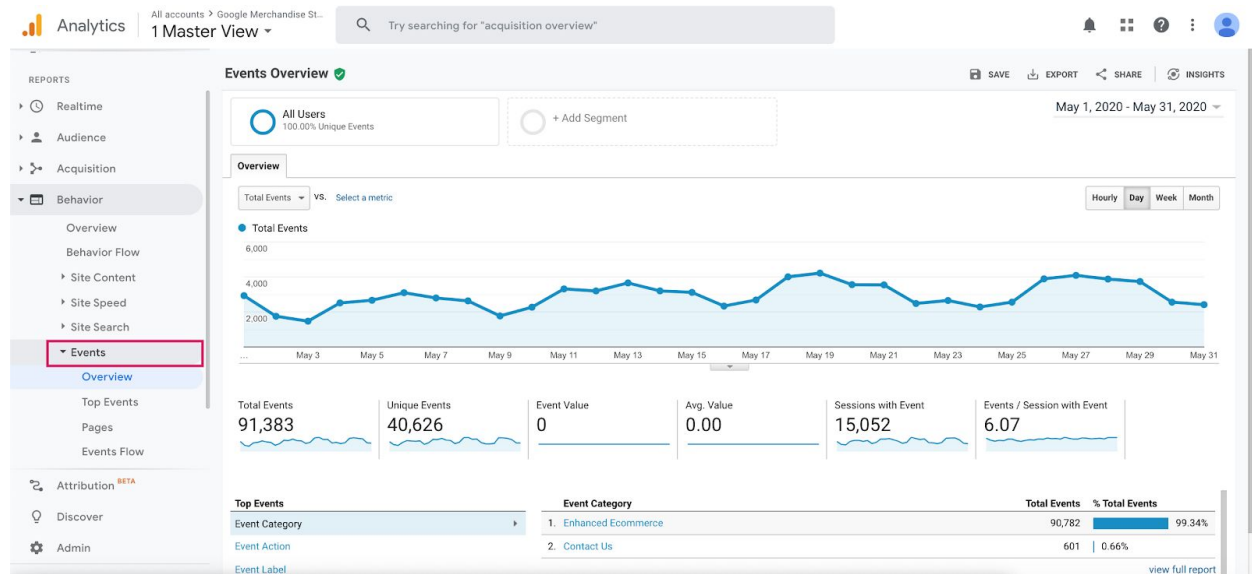 Analytics
All accounts > Google Merchandise St...
1 Master View
Try searching for "acquisition overview"
REPORTS
Realtime
Audience
Acquisition
Behavior
Overview
Behavior Flow
Site Content
Site Speed
Site Search
Events
Overview
Top Events
Pages
Events Flow
Attribution BETA
Discover
Admin
Events Overview
SAVE
EXPORT
SHARE
INSIGHTS
All Users
100.00% Unique Events
+ Add Segment
May 1, 2020 - May 31, 2020
Overview
Total Events VS. Select a metric
Hourly Day Week Month
Total Events
6,000
4,000
2,000
... May 3 May 5 May 7 May 9 May 11 May 13 May 15 May 17 May 19 May 21 May 23 May 25 May 27 May 29 May 31
Total Events
91,383
Unique Events
40,626
Event Value
0
Avg. Value
0.00
Sessions with Event
15,052
Events / Session with Event
6.07
Top Events
Event Category
Event Action
Event Label
Event Category Total Events % Total Events
1. Enhanced Ecommerce 90,782 99.34%
2. Contact Us 601 0.66%
view full report